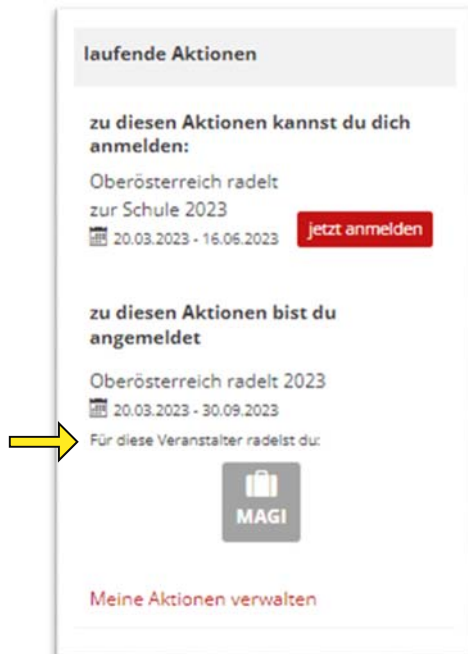 laufende Aktionen
zu diesen Aktionen kannst du dich
anmelden:
Oberösterreich radelt
zur Schule 2023
20.03.2023 - 16.06.2023
jetzt anmelden
zu diesen Aktionen bist du
angemeldet
Oberösterreich radelt 2023
20.03.2023 - 30.09.2023
Für diese Veranstalter radelst du:
MAGI
Meine Aktionen verwalten